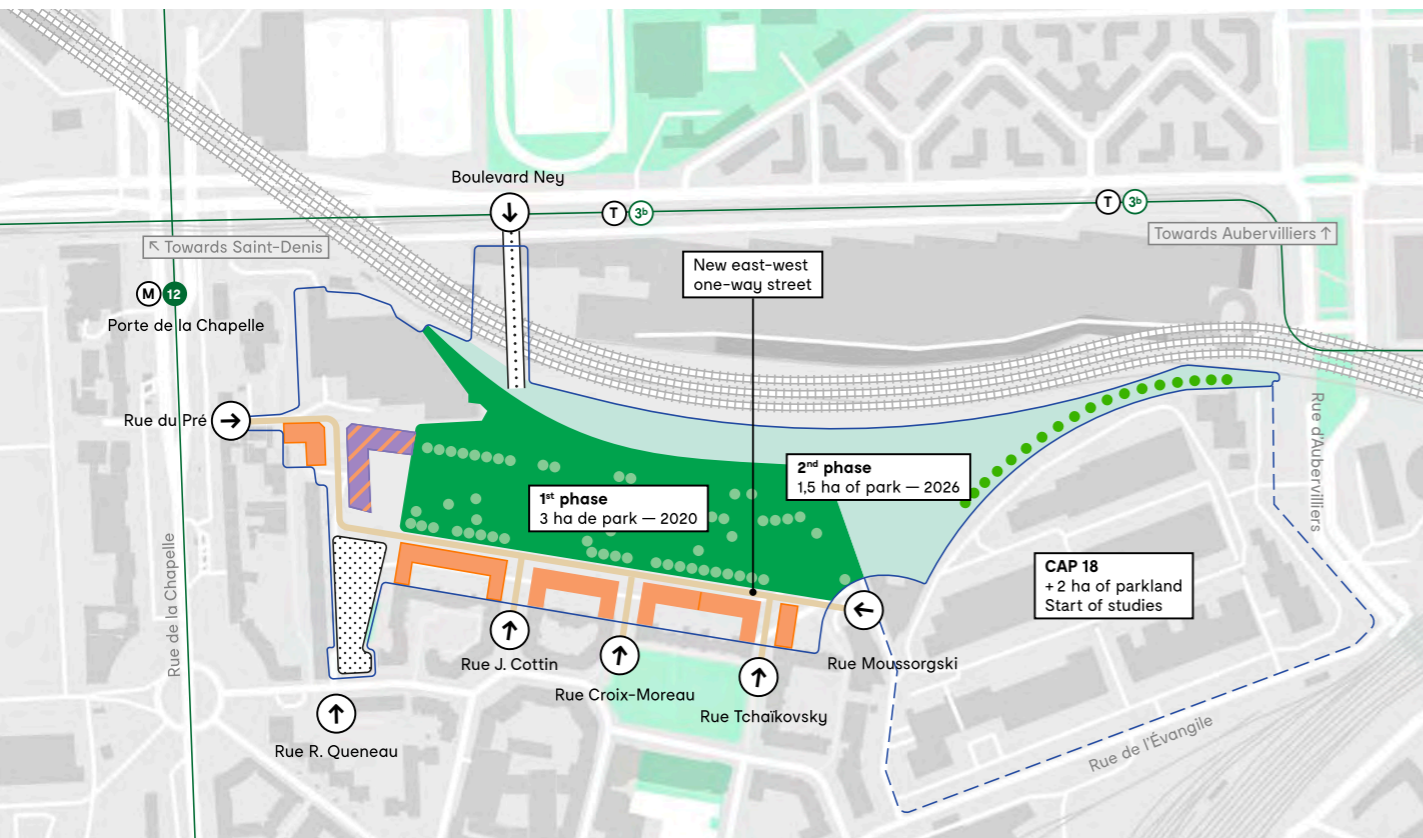 Boulevard Ney
↓
T 3b
T 3b
↖ Towards Saint-Denis
Towards Aubervilliers ↑
New east-west
one-way street
M 12
Porte de la Chapelle
Rue du Pré →
Rue d'Aubervilliers
2nd phase
1,5 ha of park — 2026
1st phase
3 ha de park — 2020
CAP 18
+ 2 ha of parkland
Start of studies
Rue de la Chapelle
←
Rue Moussorgski
↑
Rue J. Cottin
↑
Rue Croix-Moreau
↑
Rue Tchaïkovsky
↑
Rue R. Queneau
Rue de l'Évangile